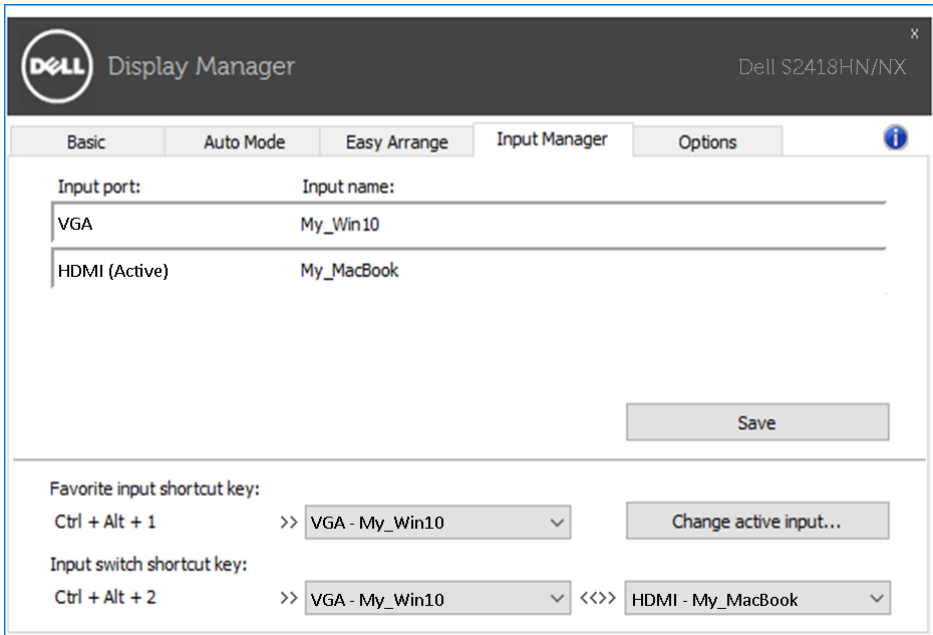 DELL Display Manager Dell S2418HN/NX x
Basic Auto Mode Easy Arrange Input Manager Options i
Input port: Input name:
VGA My_Win10
HDMI (Active) My_MacBook
Save
Favorite input shortcut key:
Ctrl + Alt + 1 >> VGA - My_Win10 Change active input...
Input switch shortcut key:
Ctrl + Alt + 2 >> VGA - My_Win10 <<>> HDMI - My_MacBook